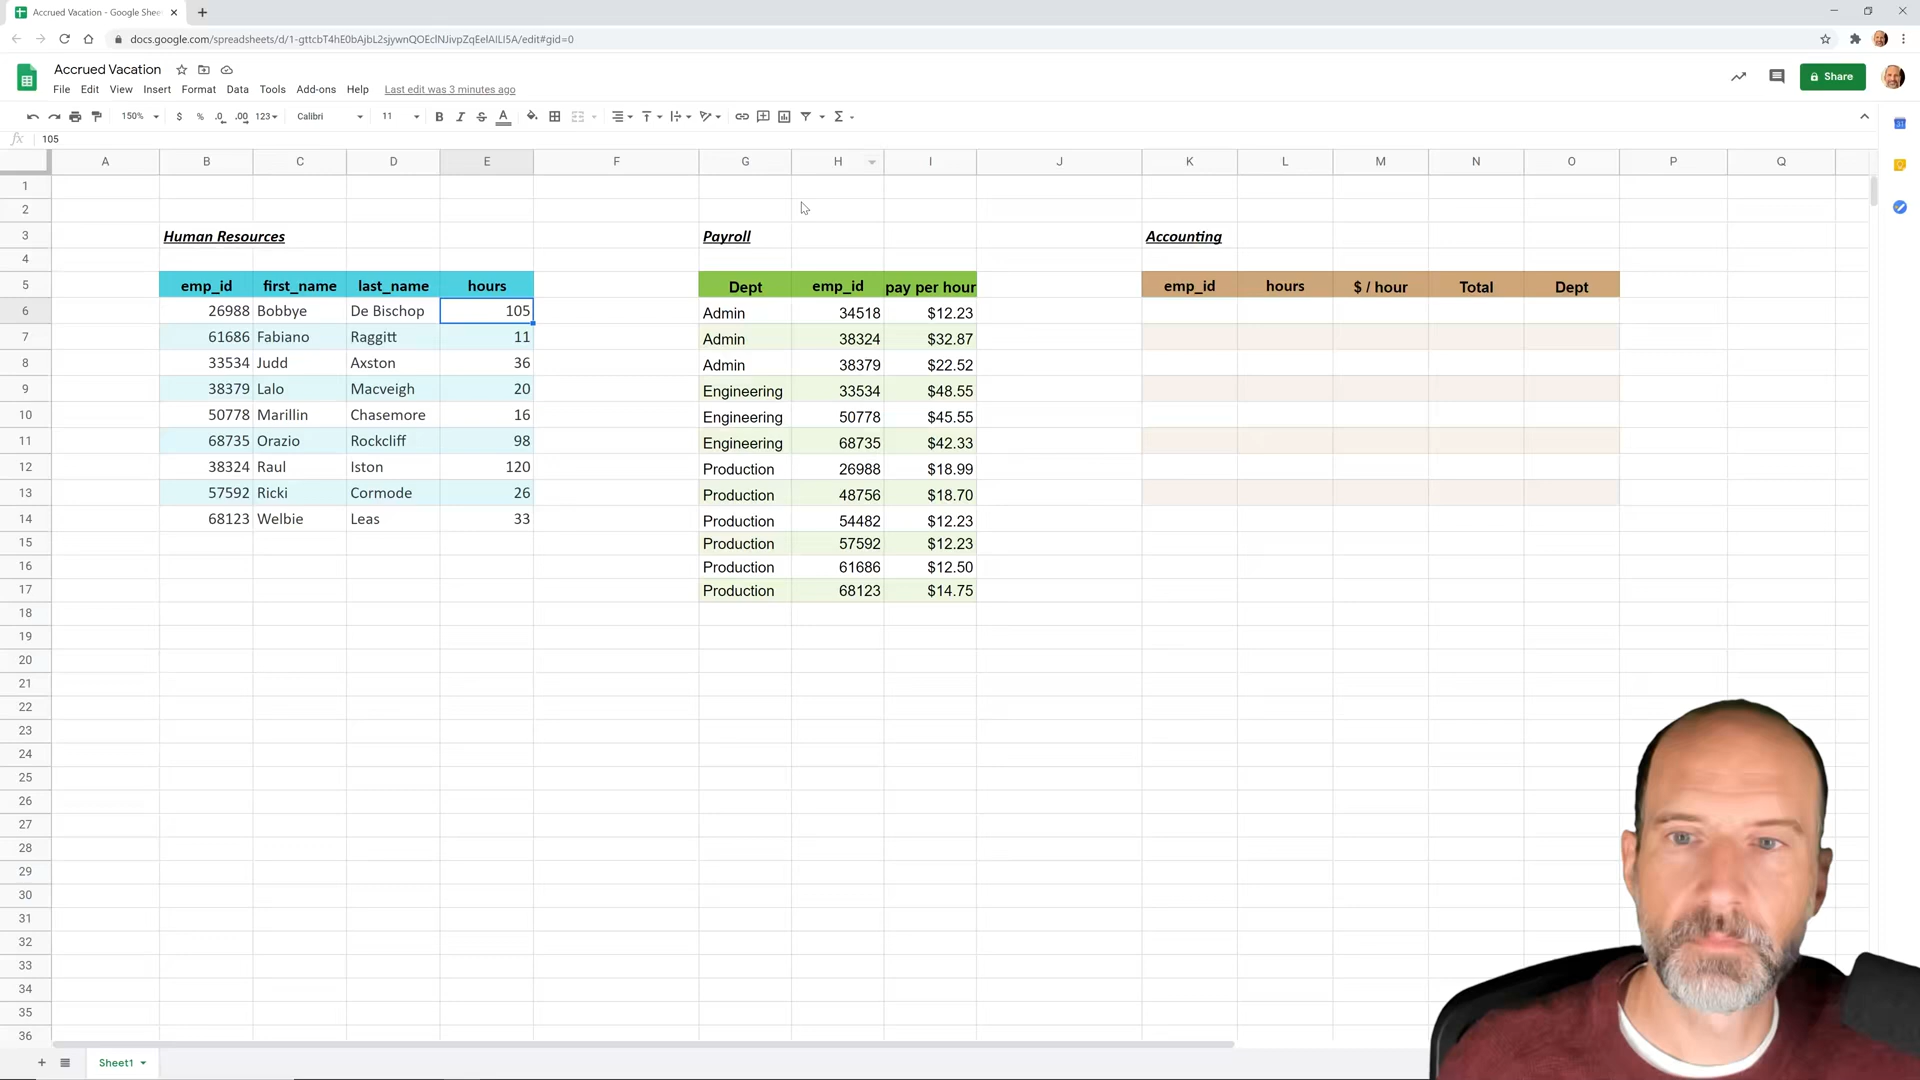 Accrued Vacation - Google Shee
docs.google.com/spreadsheets/d/1-gttcbT4hE0bAjbL2sjywnQOEclNJivpZqEelAILI5A/edit#gid=0
Accrued Vacation
File Edit View Insert Format Data Tools Add-ons Help Last edit was 3 minutes ago
Share
150% $ % .0 .00 123 Calibri 11 B I S A Σ
fx 105
A B C D E F G H I J K L M N O P Q
1
2
3 Human Resources Payroll Accounting
4
5 emp_id first_name last_name hours Dept emp_id pay per hour emp_id hours $ / hour Total Dept
6 26988 Bobbye De Bischop 105 Admin 34518 $12.23
7 61686 Fabiano Raggitt 11 Admin 38324 $32.87
8 33534 Judd Axston 36 Admin 38379 $22.52
9 38379 Lalo Macveigh 20 Engineering 33534 $48.55
10 50778 Marillin Chasemore 16 Engineering 50778 $45.55
11 68735 Orazio Rockcliff 98 Engineering 68735 $42.33
12 38324 Raul Iston 120 Production 26988 $18.99
13 57592 Ricki Cormode 26 Production 48756 $18.70
14 68123 Welbie Leas 33 Production 54482 $12.23
15 Production 57592 $12.23
16 Production 61686 $12.50
17 Production 68123 $14.75
18
19
20
21
22
23
24
25
26
27
28
29
30
31
32
33
34
35
36
Sheet1